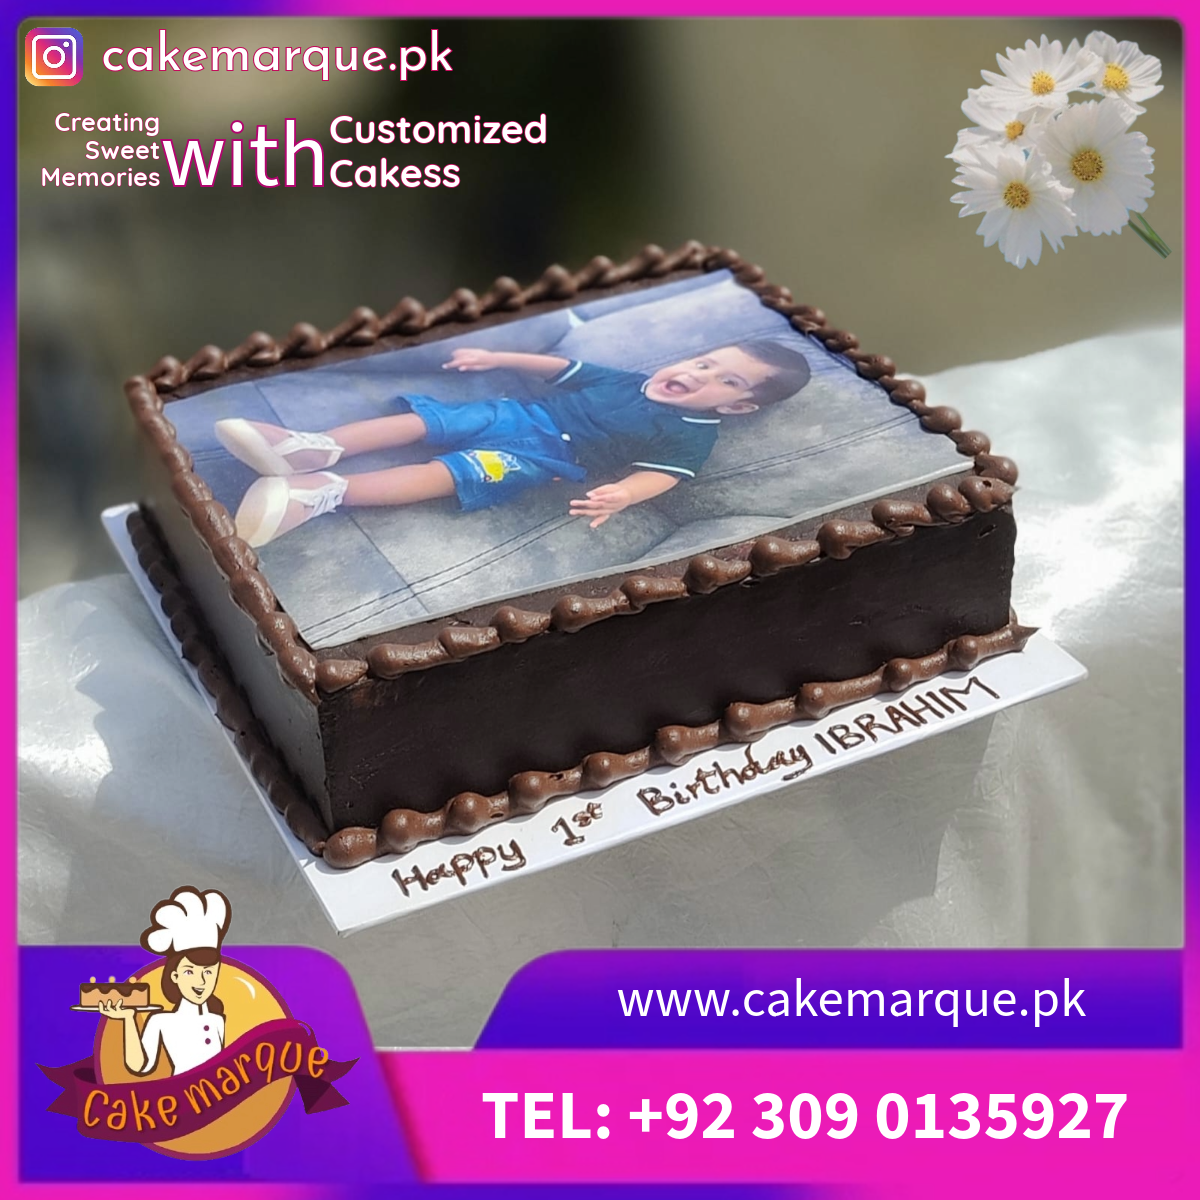 cakemarque.pk
Creating
Sweet
Memories
with
Customized
Cakess
Happy 1st Birthday IBRAHIM
Cake marque
www.cakemarque.pk
TEL: +92 309 0135927